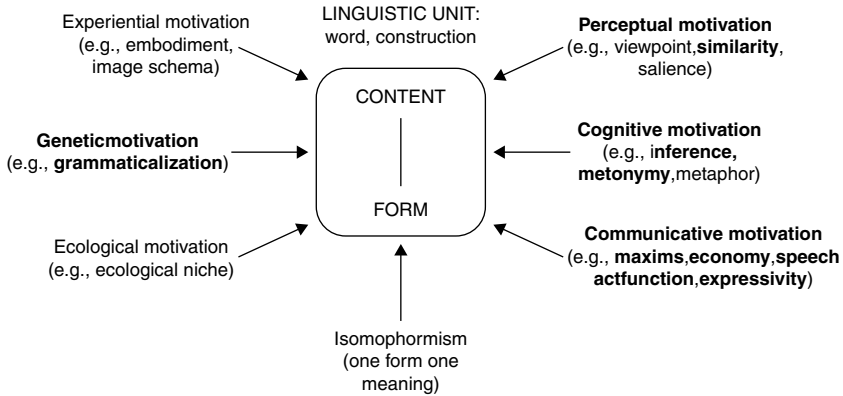 Experiential motivation
(e.g., embodiment,
image schema)
LINGUISTIC UNIT:
word, construction
Perceptual motivation
(e.g., viewpoint,similarity,
salience)
CONTENT
Geneticmotivation
(e.g., grammaticalization)
Cognitive motivation
(e.g., inference,
metonymy,metaphor)
FORM
Ecological motivation
(e.g., ecological niche)
Communicative motivation
(e.g., maxims,economy,speech
actfunction,expressivity)
Isomophormism
(one form one
meaning)